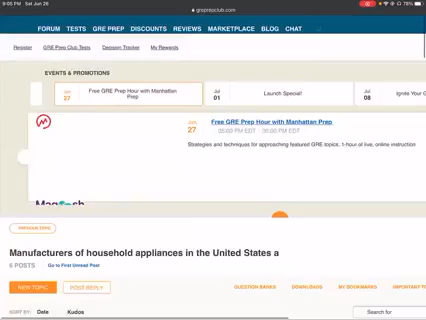 9:05 PM Sat Jun 26
78%
greprepclub.com
FORUM TESTS GRE PREP DISCOUNTS REVIEWS MARKETPLACE BLOG CHAT
Register GRE Prep Club Tests Decision Tracker My Rewards
EVENTS & PROMOTIONS
Jun 27
Free GRE Prep Hour with Manhattan Prep
Jul 01
Launch Special!
Jul 08
Ignite Your G
Jun 27
Free GRE Prep Hour with Manhattan Prep
05:00 PM EDT
06:00 PM EDT
Strategies and techniques for approaching featured GRE topics, 1-hour of live, online instruction
PREVIOUS TOPIC
Manufacturers of household appliances in the United States a
6 POSTS Go to First Unread Post
NEW TOPIC POST REPLY QUESTION BANKS DOWNLOADS MY BOOKMARKS IMPORTANT T
SORT BY: Date Kudos Search for